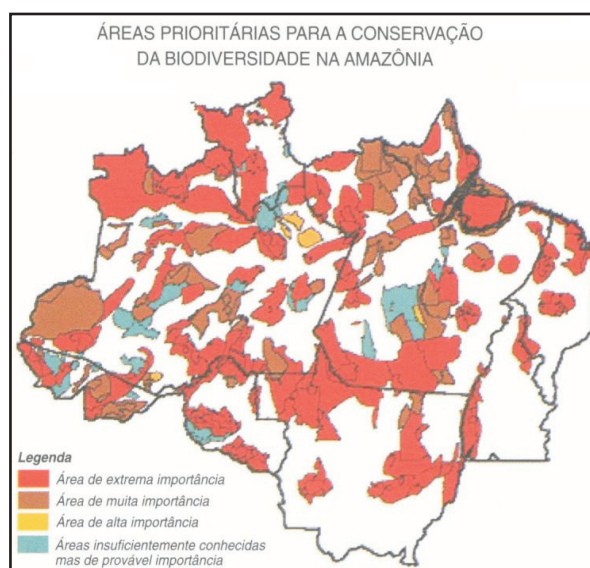 ÁREAS PRIORITÁRIAS PARA A CONSERVAÇÃO
DA BIODIVERSIDADE NA AMAZÔNIA
Legenda
Área de extrema importância
Área de muita importância
Área de alta importância
Áreas insuficientemente conhecidas
mas de provável importância